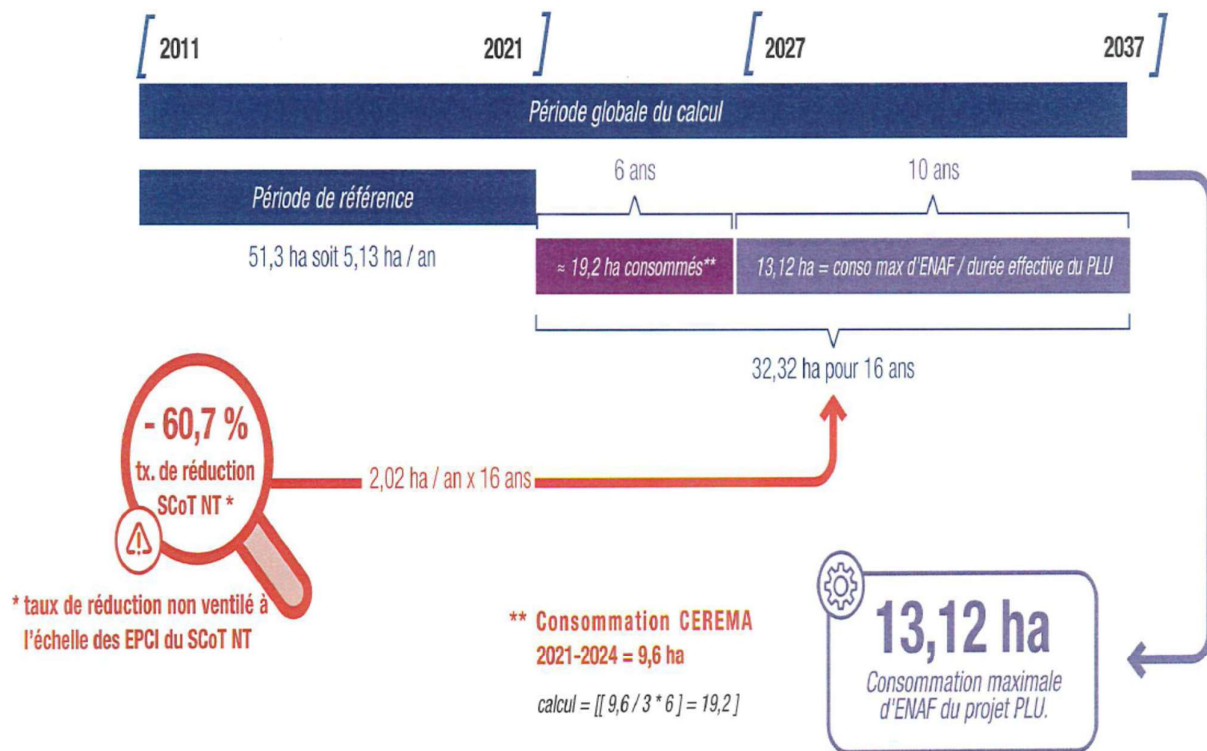 2011
2021
2027
2037
Période globale du calcul
6 ans
10 ans
Période de référence
51,3 ha soit 5,13 ha / an
≈ 19,2 ha consommés**
13,12 ha = conso max d'ENAF / durée effective du PLU
32,32 ha pour 16 ans
- 60,7 %
tx. de réduction
SCoT NT *
2,02 ha / an x 16 ans
* taux de réduction non ventilé à
l'échelle des EPCI du SCoT NT
** Consommation CEREMA
2021-2024 = 9,6 ha
calcul = [[ 9,6 / 3 * 6 ] = 19,2 ]
13,12 ha
Consommation maximale
d'ENAF du projet PLU.